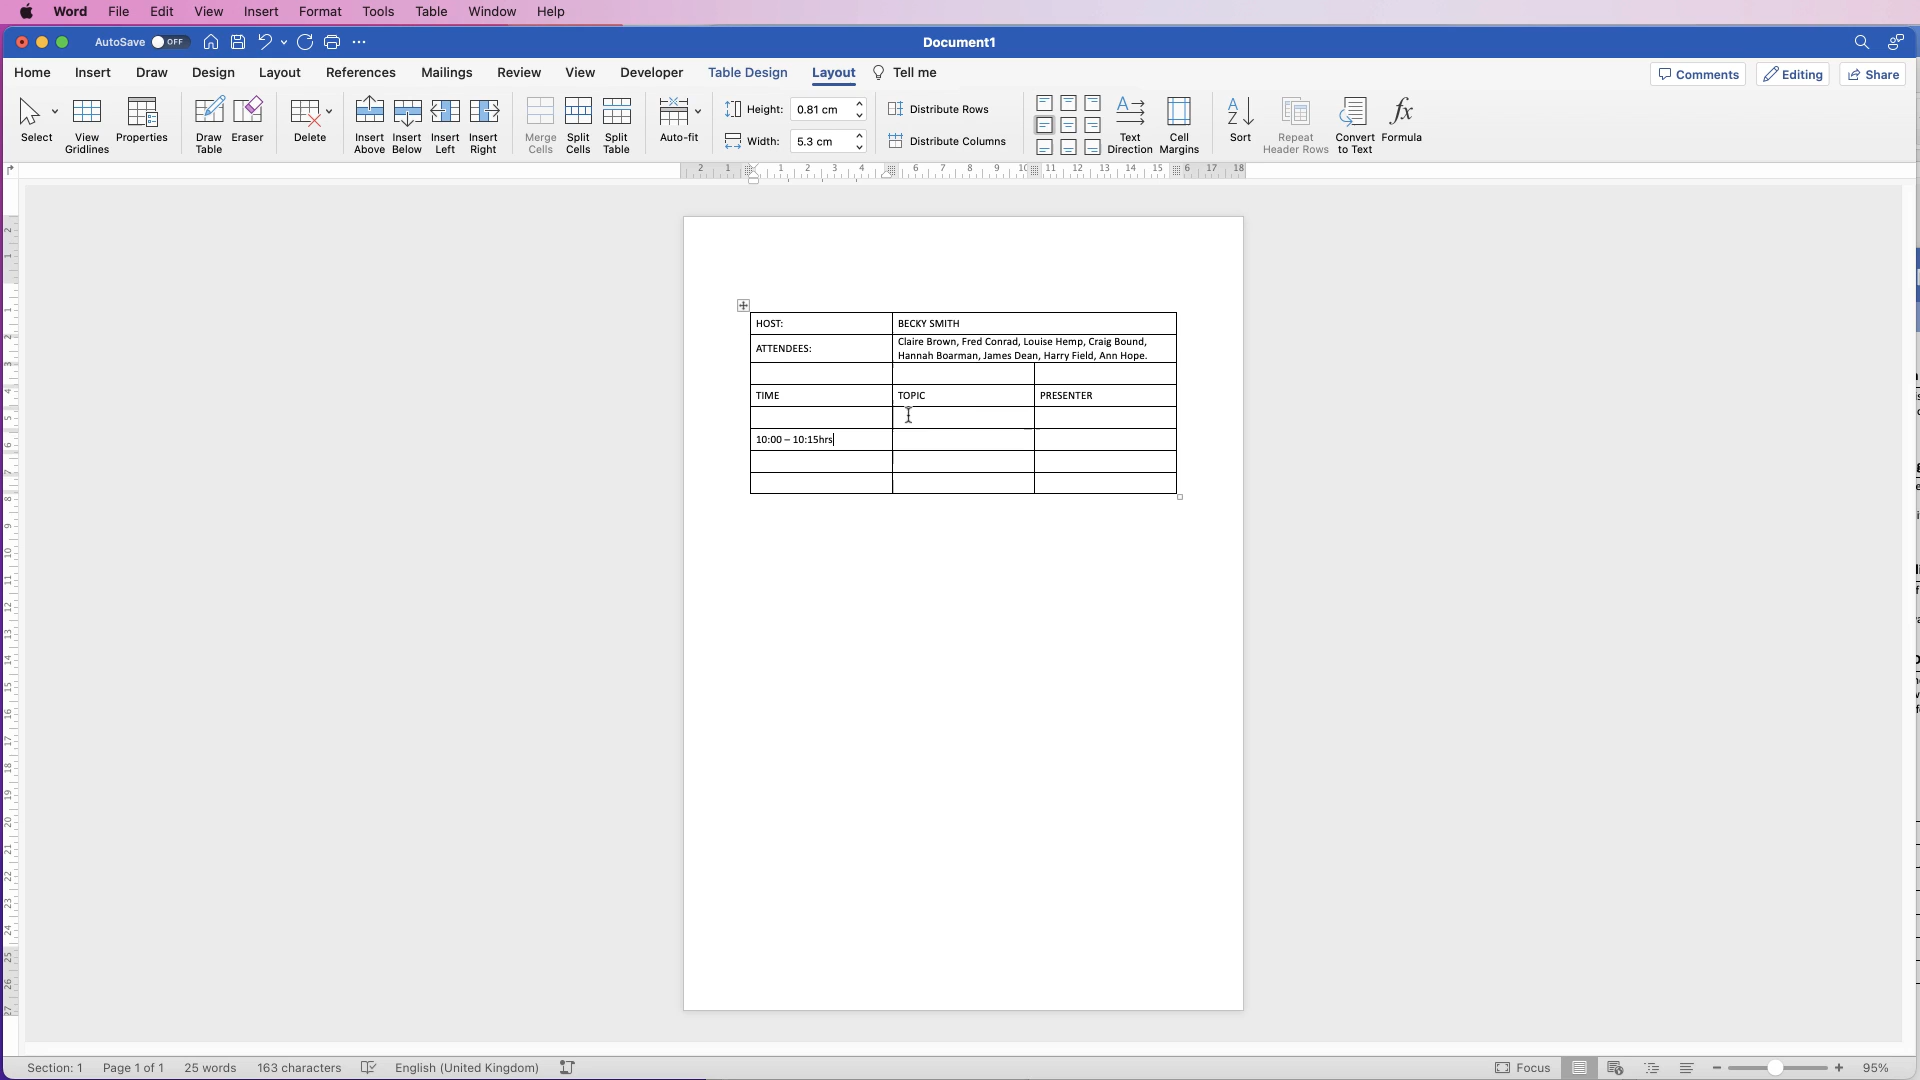 Word File Edit View Insert Format Tools Table Window Help
AutoSave OFF
Document1
Home Insert Draw Design Layout References Mailings Review View Developer Table Design Layout Tell me
Comments Editing Share
Select
View Gridlines
Properties
Draw Table
Eraser
Delete
Insert Above
Insert Below
Insert Left
Insert Right
Merge Cells
Split Cells
Split Table
Auto-fit
Height: 0.81 cm
Width: 5.3 cm
Distribute Rows
Distribute Columns
Text Direction
Cell Margins
Sort
Repeat Header Rows
Convert to Text
Formula
HOST: BECKY SMITH
ATTENDEES: Claire Brown, Fred Conrad, Louise Hemp, Craig Bound,
Hannah Boarman, James Dean, Harry Field, Ann Hope.
TIME TOPIC PRESENTER
10:00 – 10:15hrs
Section: 1 Page 1 of 1 25 words 163 characters English (United Kingdom) Focus 95%